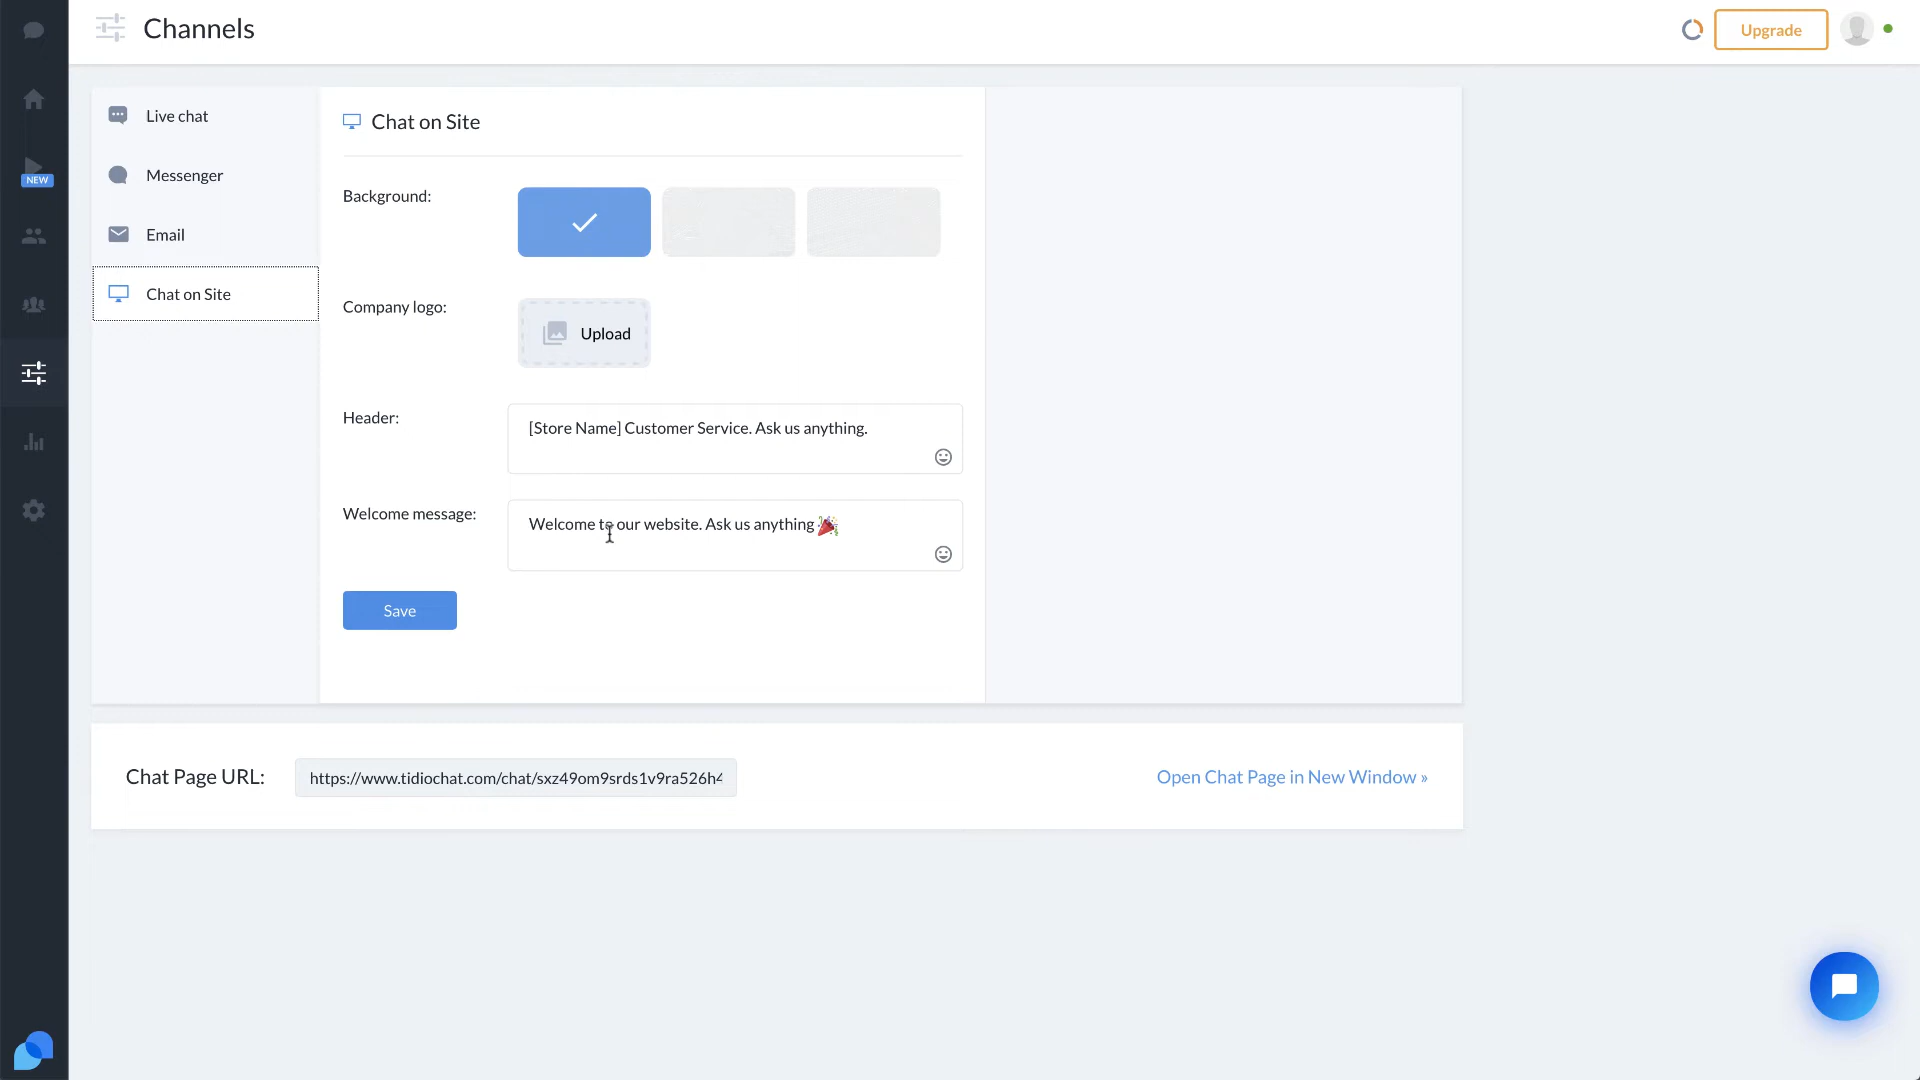 Channels
Upgrade
NEW
Live chat
Messenger
Email
Chat on Site
Chat on Site
Background:
Company logo:
Upload
Header:
[Store Name] Customer Service. Ask us anything.
Welcome message:
Welcome to our website. Ask us anything 🎉
Save
Chat Page URL:
https://www.tidiochat.com/chat/sxz49om9srds1v9ra526h4
Open Chat Page in New Window »